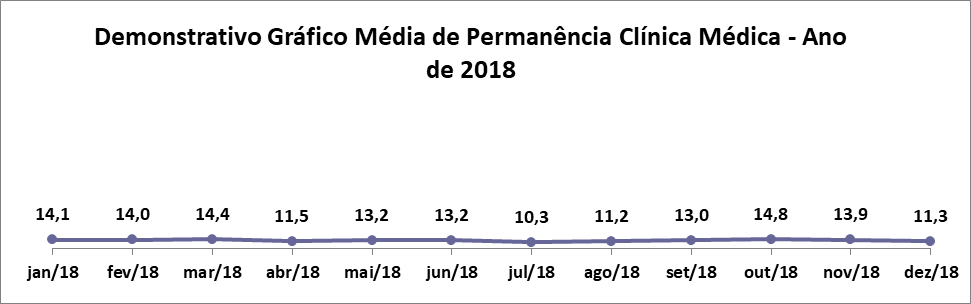 Demonstrativo Gráfico Média de Permanência Clínica Médica - Ano
de 2018
14,1 14,0 14,4 11,5 13,2 13,2 10,3 11,2 13,0 14,8 13,9 11,3
jan/18 fev/18 mar/18 abr/18 mai/18 jun/18 jul/18 ago/18 set/18 out/18 nov/18 dez/18